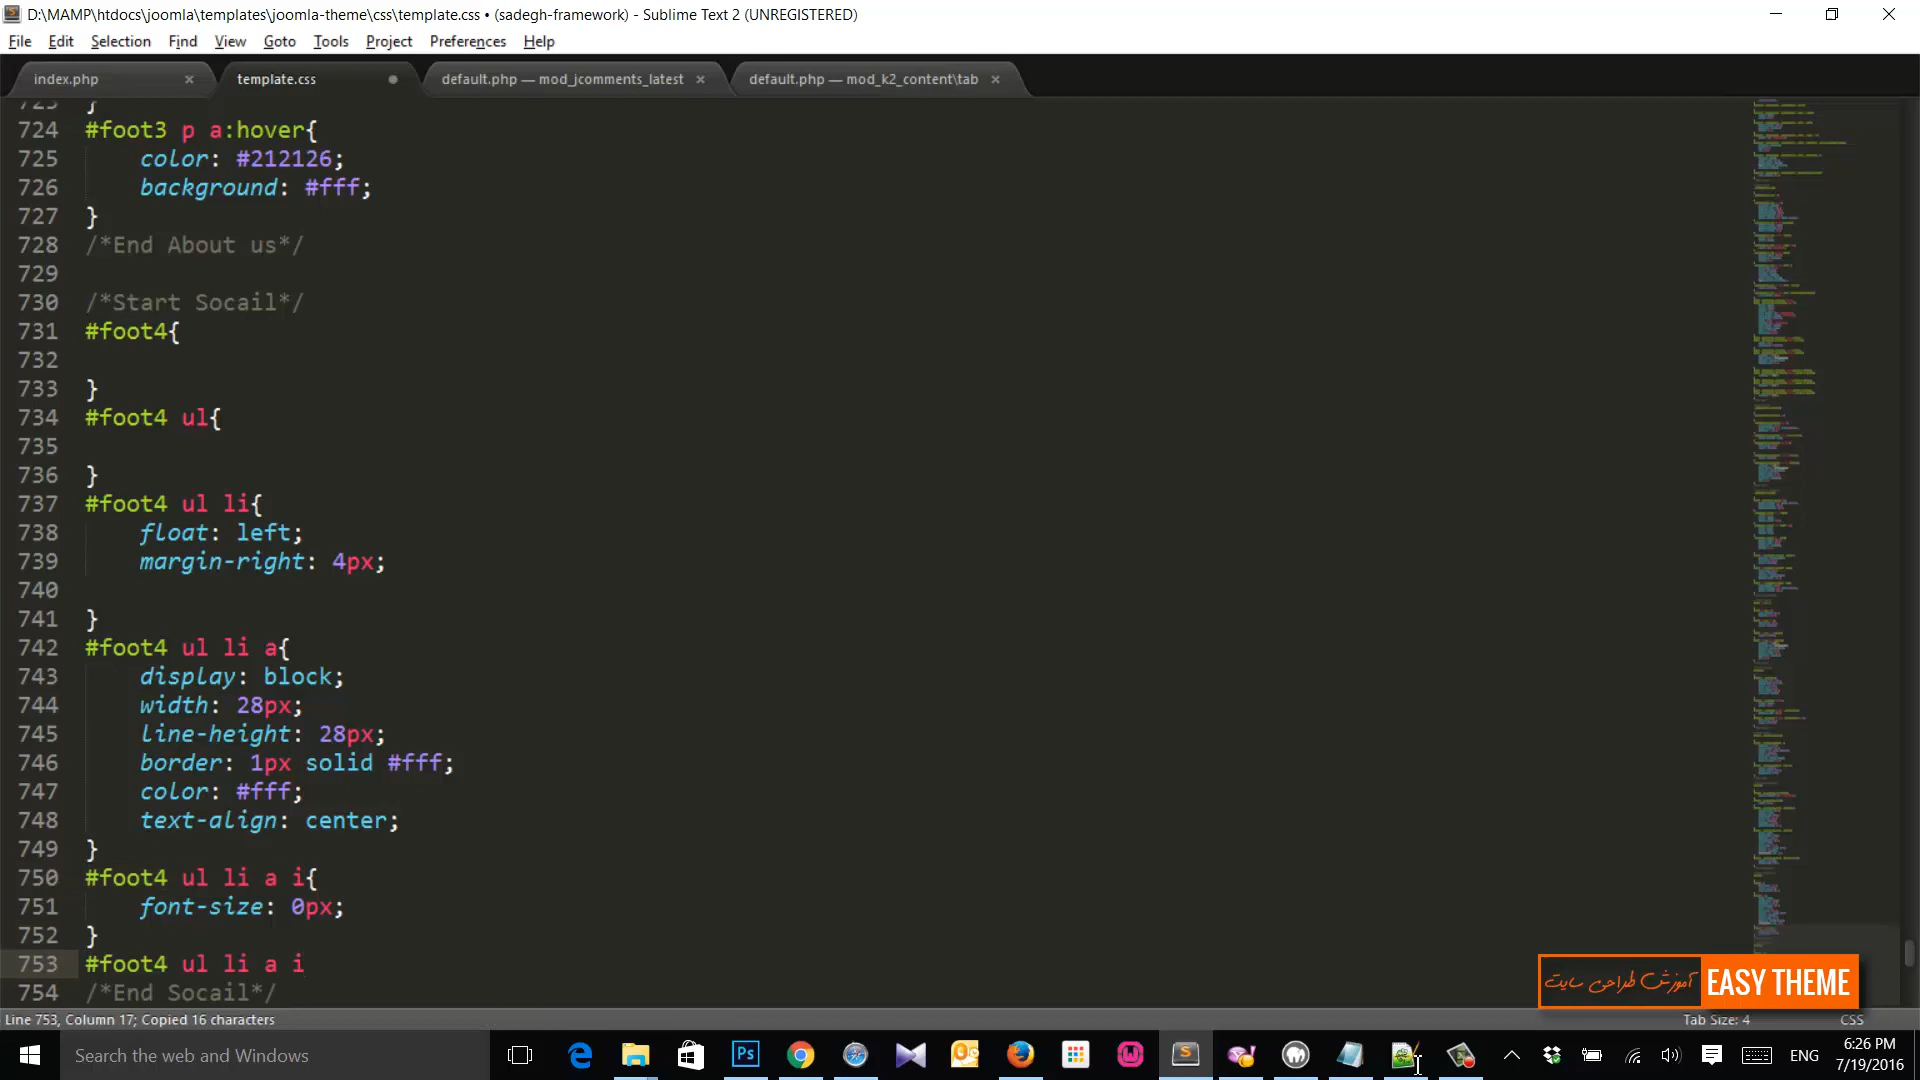 D:\MAMP\htdocs\joomla\templates\joomla-theme\css\template.css • (sadegh-framework) - Sublime Text 2 (UNREGISTERED)
File Edit Selection Find View Goto Tools Project Preferences Help
index.php × template.css default.php — mod_jcomments_latest × default.php — mod_k2_content\tab ×
723 }
724 #foot3 p a:hover{
725 color: #212126;
726 background: #fff;
727 }
728 /*End About us*/
729
730 /*Start Socail*/
731 #foot4{
732
733 }
734 #foot4 ul{
735
736 }
737 #foot4 ul li{
738 float: left;
739 margin-right: 4px;
740
741 }
742 #foot4 ul li a{
743 display: block;
744 width: 28px;
745 line-height: 28px;
746 border: 1px solid #fff;
747 color: #fff;
748 text-align: center;
749 }
750 #foot4 ul li a i{
751 font-size: 0px;
752 }
753 #foot4 ul li a i
754 /*End Socail*/
آموزش طراحی سایت EASY THEME
Line 753, Column 17; Copied 16 characters Tab Size: 4 CSS
Search the web and Windows Ps ENG 6:26 PM
7/19/2016